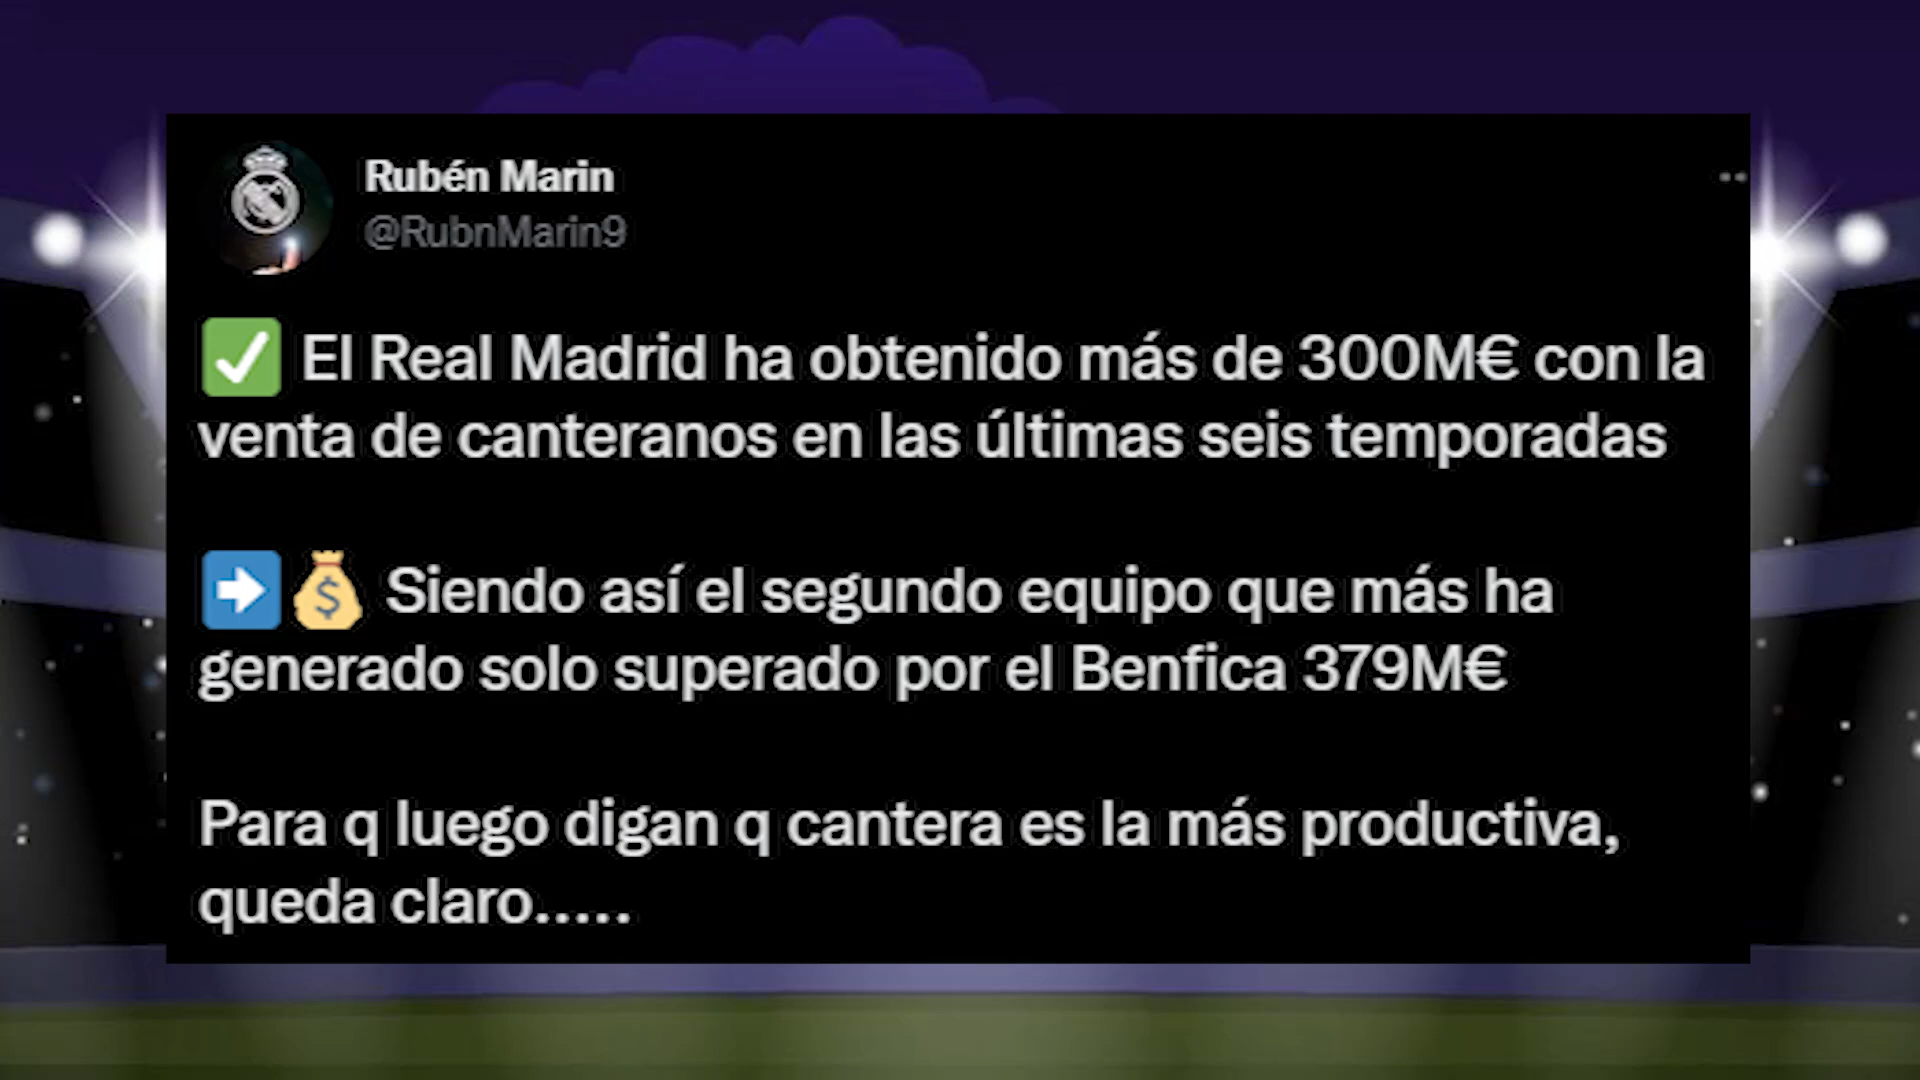 Rubén Marin
@RubnMarin9
✅ El Real Madrid ha obtenido más de 300M€ con la
venta de canteranos en las últimas seis temporadas
➡️💰 Siendo así el segundo equipo que más ha
generado solo superado por el Benfica 379M€
Para q luego digan q cantera es la más productiva,
queda claro.....